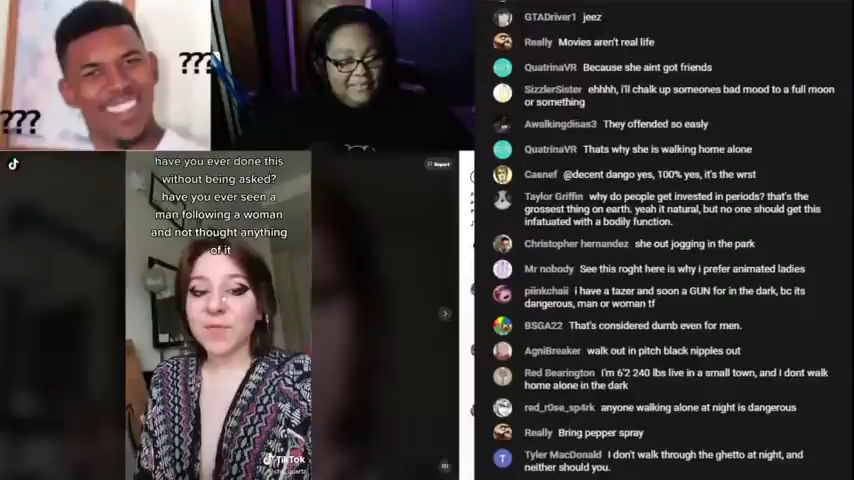 ???
???
Report
have you ever done this
without being asked?
have you ever seen a
man following a woman
and not thought anything
of it
TikTok
GTADriver1 jeez
Really Movies aren't real life
QuatrinaVR Because she aint got friends
SizzlerSister ehhhh, i'll chalk up someones bad mood to a full moon
or something
Awalkingdisas3 They offended so easily
QuatrinaVR Thats why she is walking home alone
Caenef @decent dango yes, 100% yes, it's the wrst
Taylor Griffin why do people get invested in periods? that's the
grossest thing on earth. yeah it natural, but no one should get this
infatuated with a bodily function.
Christopher hernandez she out jogging in the park
Mr nobody See this roght here is why i prefer animated ladies
piinkchaii i have a tazer and soon a GUN for in the dark, bc its
dangerous, man or woman tf
BSGA22 That's considered dumb even for men.
AgniBreaker walk out in pitch black nipples out
Red Bearington I'm 6'2 240 lbs live in a small town, and I dont walk
home alone in the dark
red_r0se_sp4rk anyone walking alone at night is dangerous
Really Bring pepper spray
T
Tyler MacDonald I don't walk through the ghetto at night, and
neither should you.